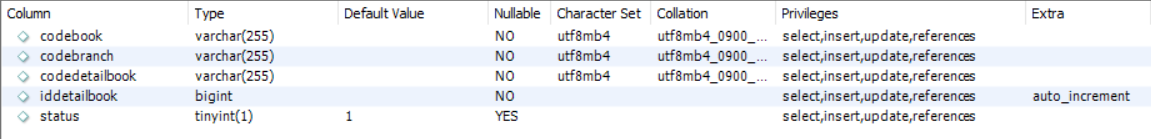 Column Type Default Value Nullable Character Set Collation Privileges Extra
codebook varchar(255) NO utf8mb4 utf8mb4_0900_... select,insert,update,references
codebranch varchar(255) NO utf8mb4 utf8mb4_0900_... select,insert,update,references
codedetailbook varchar(255) NO utf8mb4 utf8mb4_0900_... select,insert,update,references
iddetailbook bigint NO select,insert,update,references auto_increment
status tinyint(1) 1 YES select,insert,update,references